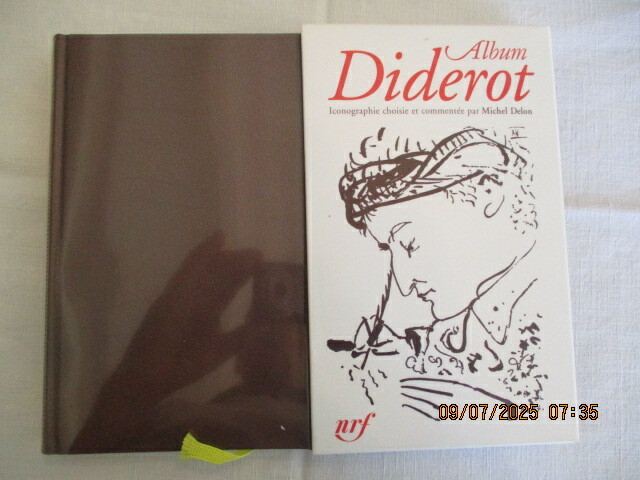 Album
Diderot
Iconographie choisie et commentée par Michel Delon
nrf
09/07/2025 07:35